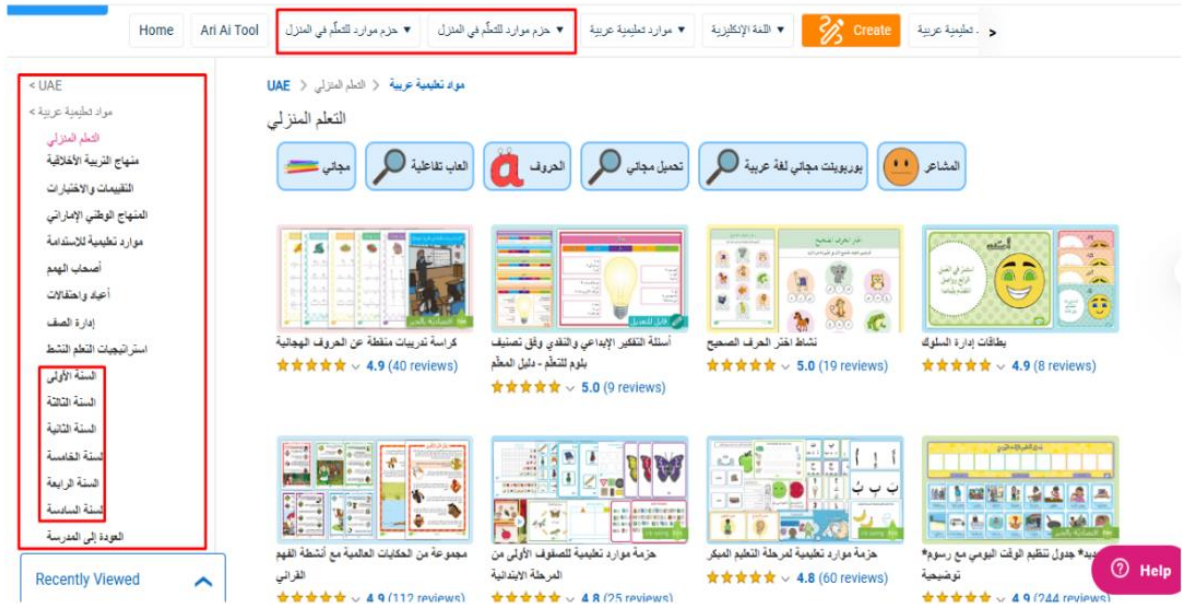 Home
Ari Ai Tool
حزم موارد للتعلّم في المنزل ▼
حزم موارد للتعلّم في المنزل ▼
موارد تعليمية عربية ▼
اللغة الإنكليزية ▼
Create
تعليمية عربية
>
< UAE
مواد تعليمية عربية >
التعلم المنزلي
منهاج التربية الأخلاقية
التقييمات والاختبارات
المنهاج الوطني الإماراتي
موارد تعليمية للاستدامة
أصحاب الهمم
أعياد واحتفالات
إدارة الصف
استراتيجيات التعلم النشط
السنة الأولى
السنة الثالثة
السنة الثانية
السنة الخامسة
السنة الرابعة
السنة السادسة
العودة إلى المدرسة
Recently Viewed
UAE < التعلم المنزلي < مواد تعليمية عربية
التعلم المنزلي
مجاني
العاب تفاعلية
الحروف
تحميل مجاني
بوربوينت مجاني لغة عربية
المشاعر
كراسة تدريبات منقطة عن الحروف الهجائية
4.9 (40 reviews)
أسئلة التفكير الإبداعي والنقدي وفق تصنيف
بلوم للتعلّم - دليل المعلّم
5.0 (9 reviews)
نشاط اختر الحرف الصحيح
5.0 (19 reviews)
بطاقات إدارة السلوك
4.9 (8 reviews)
مجموعة من الحكايات العالمية مع أنشطة الفهم
القرائي
4.9 (112 reviews)
حزمة موارد تعليمية للصفوف الأولى من
المرحلة الابتدائية
4.8 (25 reviews)
حزمة موارد تعليمية لمرحلة التعليم المبكر
4.8 (60 reviews)
جدول تنظيم الوقت اليومي مع رسوم*
توضيحية
4.9 (244 reviews)
Help